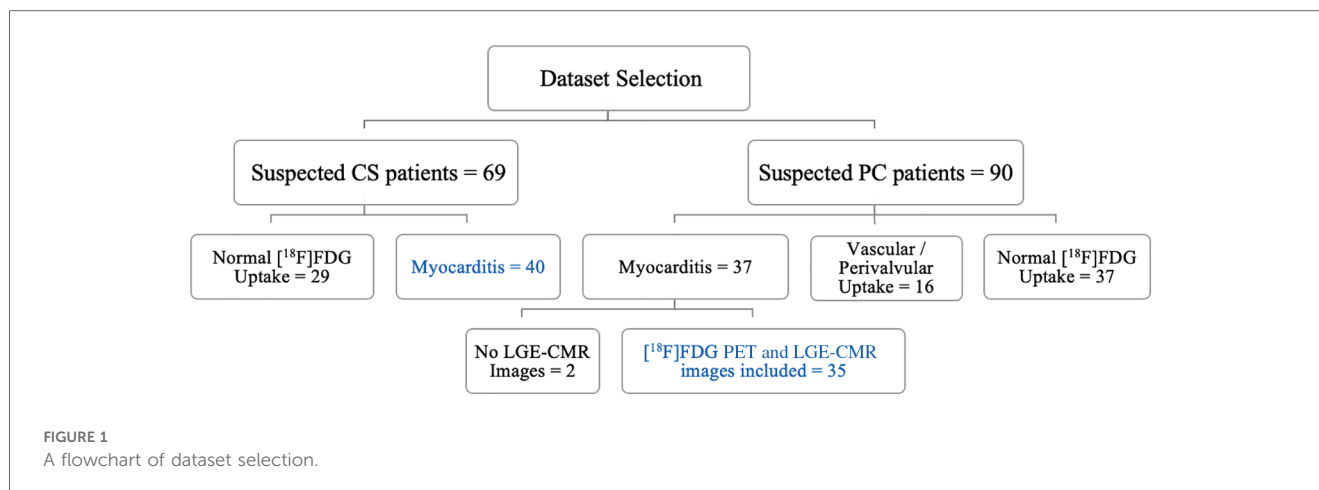 Dataset Selection
Suspected CS patients = 69
Suspected PC patients = 90
Normal [¹⁸F]FDG
Uptake = 29
Myocarditis = 40
Myocarditis = 37
Vascular /
Perivalvular
Uptake = 16
Normal [¹⁸F]FDG
Uptake = 37
No LGE-CMR
Images = 2
[¹⁸F]FDG PET and LGE-CMR
images included = 35
FIGURE 1
A flowchart of dataset selection.